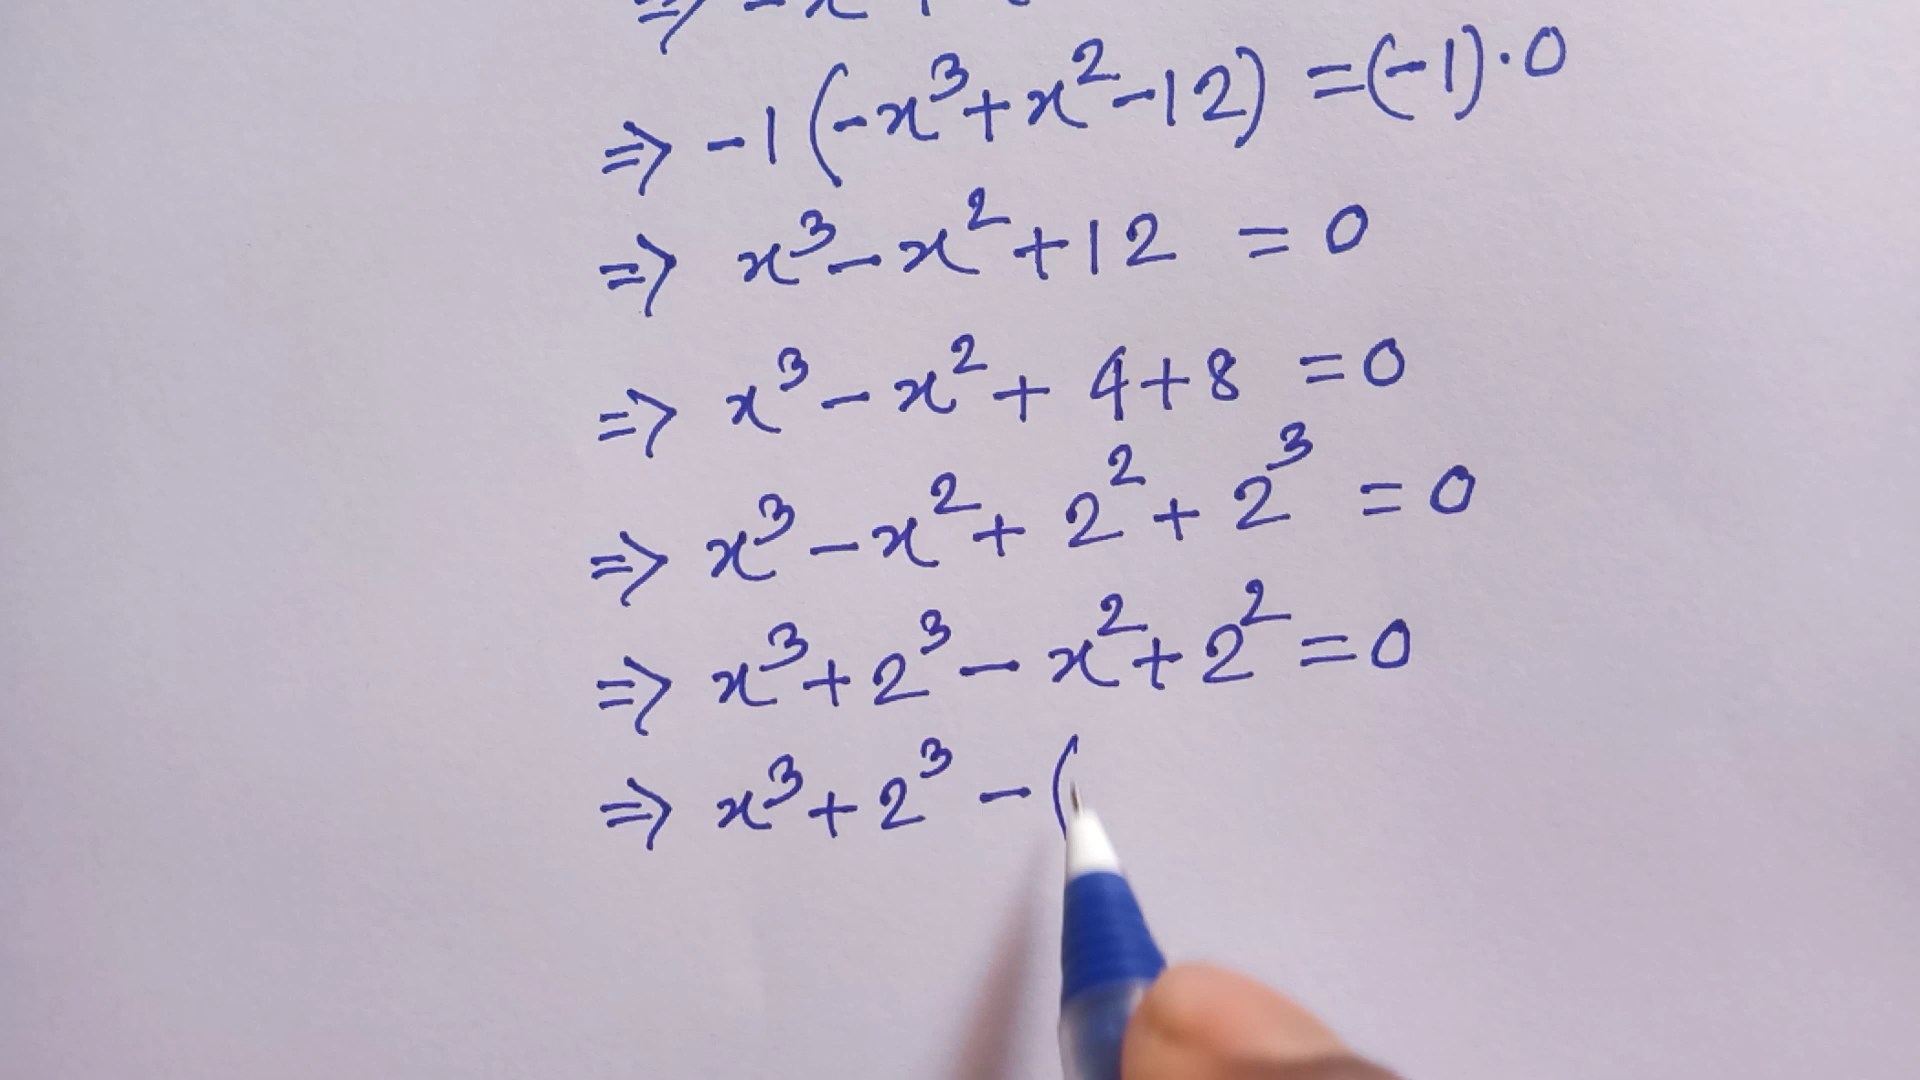 ⇒ -x
⇒ -1(-x³+x²-12) = (-1)·0
⇒ x³-x²+12 = 0
⇒ x³-x²+4+8 = 0
⇒ x³-x²+2²+2³ = 0
⇒ x³+2³-x²+2² = 0
⇒ x³+2³-(